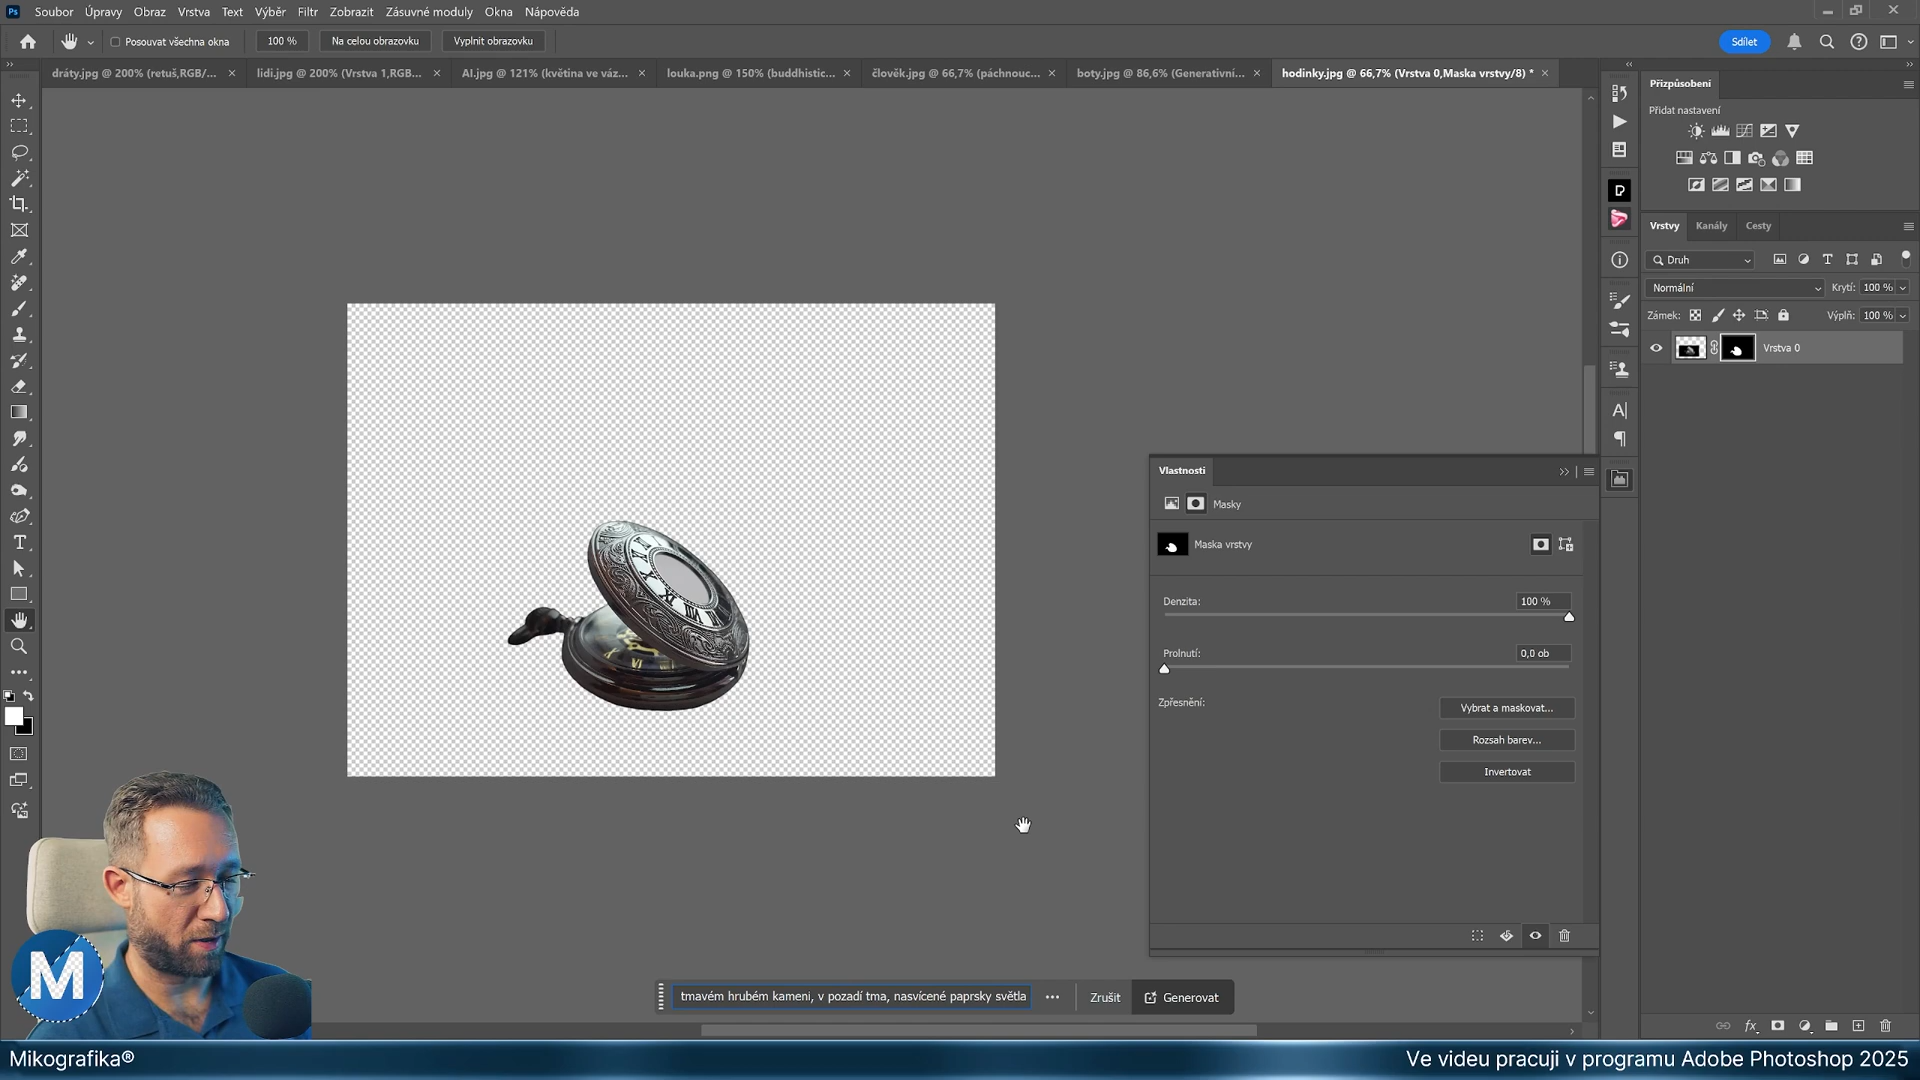 Soubor Úpravy Obraz Vrstva Text Výběr Filtr Zobrazit Zásuvné moduly Okna Nápověda
Posouvat všechna okna 100 % Na celou obrazovku Vyplnit obrazovku Sdílet
dráty.jpg @ 200% (retuš,RGB/... lidi.jpg @ 200% (Vrstva 1,RGB... AI.jpg @ 121% (květina ve váz... louka.png @ 150% (buddhistic... člověk.jpg @ 66,7% (páchnouc... boty.jpg @ 86,6% (Generativní... hodinky.jpg @ 66,7% (Vrstva 0,Maska vrstvy/8) *
Přizpůsobení
Přidat nastavení
Vrstvy Kanály Cesty
Druh
Normální Krytí: 100 %
Zámek: Výplň: 100 %
Vrstva 0
Vlastnosti
Masky
Maska vrstvy
Denzita: 100 %
Prolnutí: 0,0 ob
Zpřesnění: Vybrat a maskovat...
Rozsah barev...
Invertovat
tmavém hrubém kameni, v pozadí tma, nasvícené paprsky světla Zrušit Generovat
M
Mikografika® Ve videu pracuji v programu Adobe Photoshop 2025